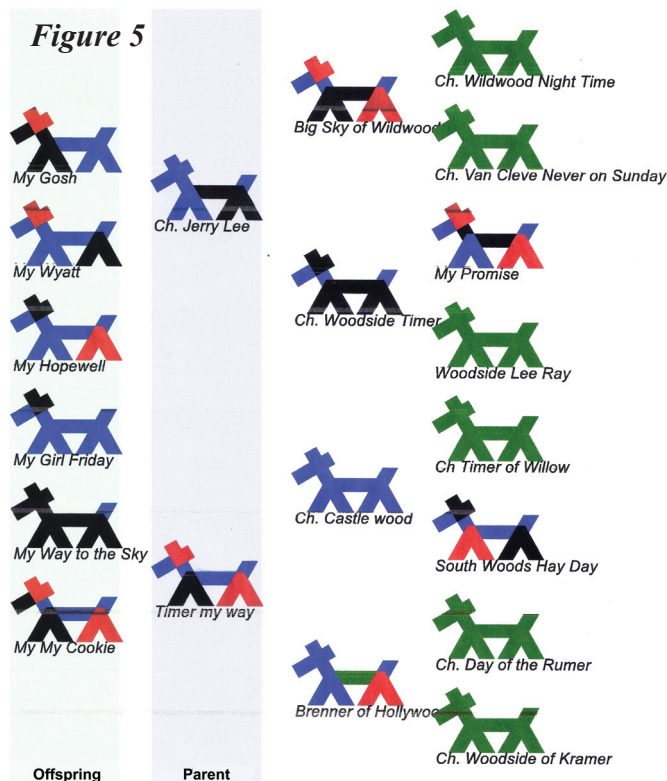 Figure 5
My Gosh
My Wyatt
My Hopewell
My Girl Friday
My Way to the Sky
My My Cookie
Offspring
Ch. Jerry Lee
Timer my way
Parent
Big Sky of Wildwood
Ch. Woodside Timer
Ch. Castle wood
Brenner of Hollywoo
Ch. Wildwood Night Time
Ch. Van Cleve Never on Sunday
My Promise
Woodside Lee Ray
Ch Timer of Willow
South Woods Hay Day
Ch. Day of the Rumer
Ch. Woodside of Kramer